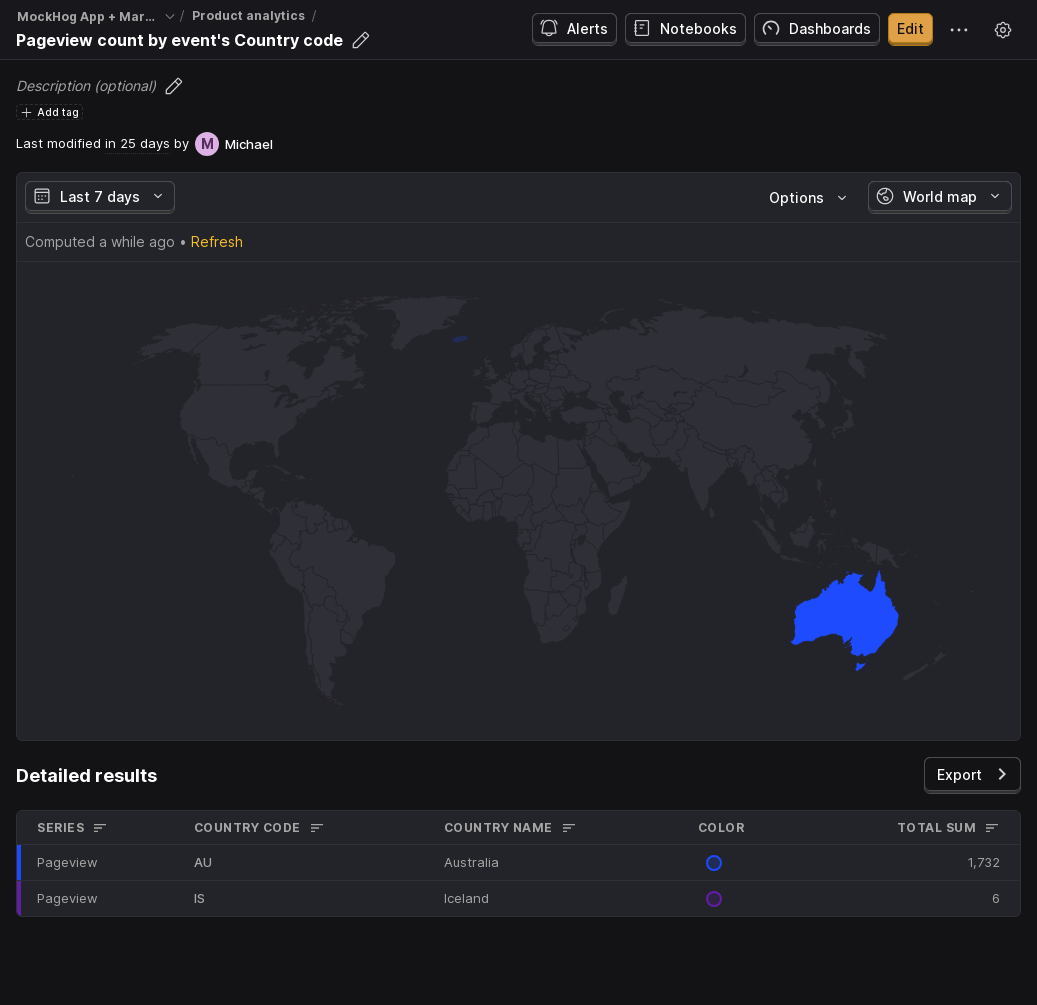 MockHog App + Mar... / Product analytics /
Pageview count by event's Country code
Alerts Notebooks Dashboards Edit
Description (optional)
Add tag
Last modified in 25 days by M Michael
Last 7 days Options World map
Computed a while ago • Refresh
Detailed results Export
SERIES COUNTRY CODE COUNTRY NAME COLOR TOTAL SUM
Pageview AU Australia 1,732
Pageview IS Iceland 6